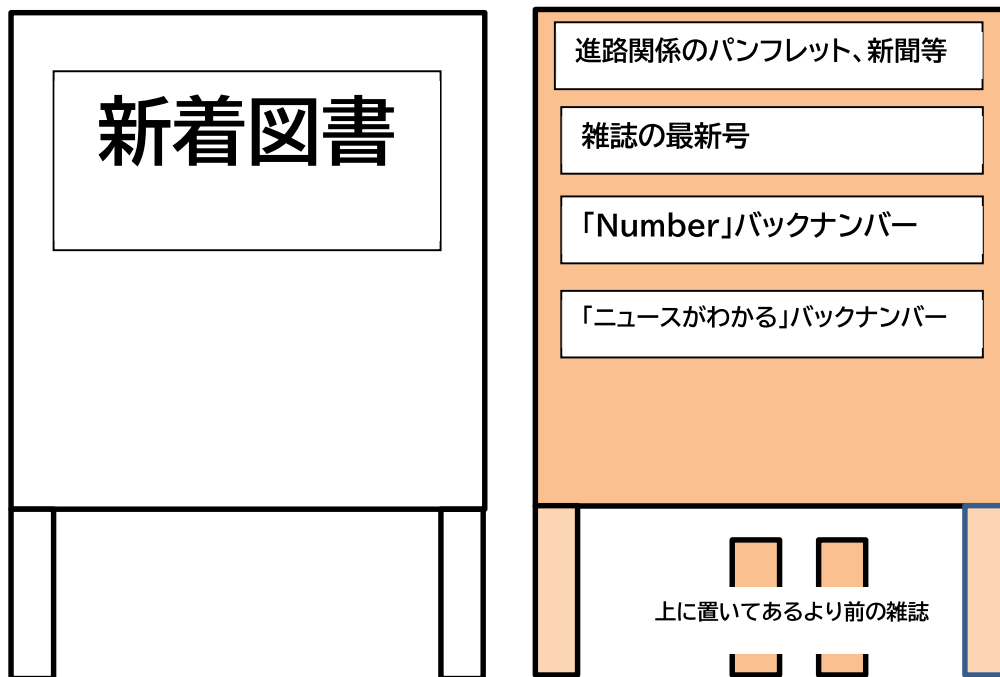 新着図書
進路関係のパンフレット、新聞等
雑誌の最新号
「Number」バックナンバー
「ニュースがわかる」バックナンバー
上に置いてあるより前の雑誌